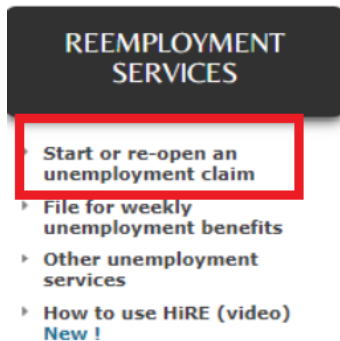 REEMPLOYMENT
SERVICES
Start or re-open an
unemployment claim
File for weekly
unemployment benefits
Other unemployment
services
How to use HiRE (video)
New !